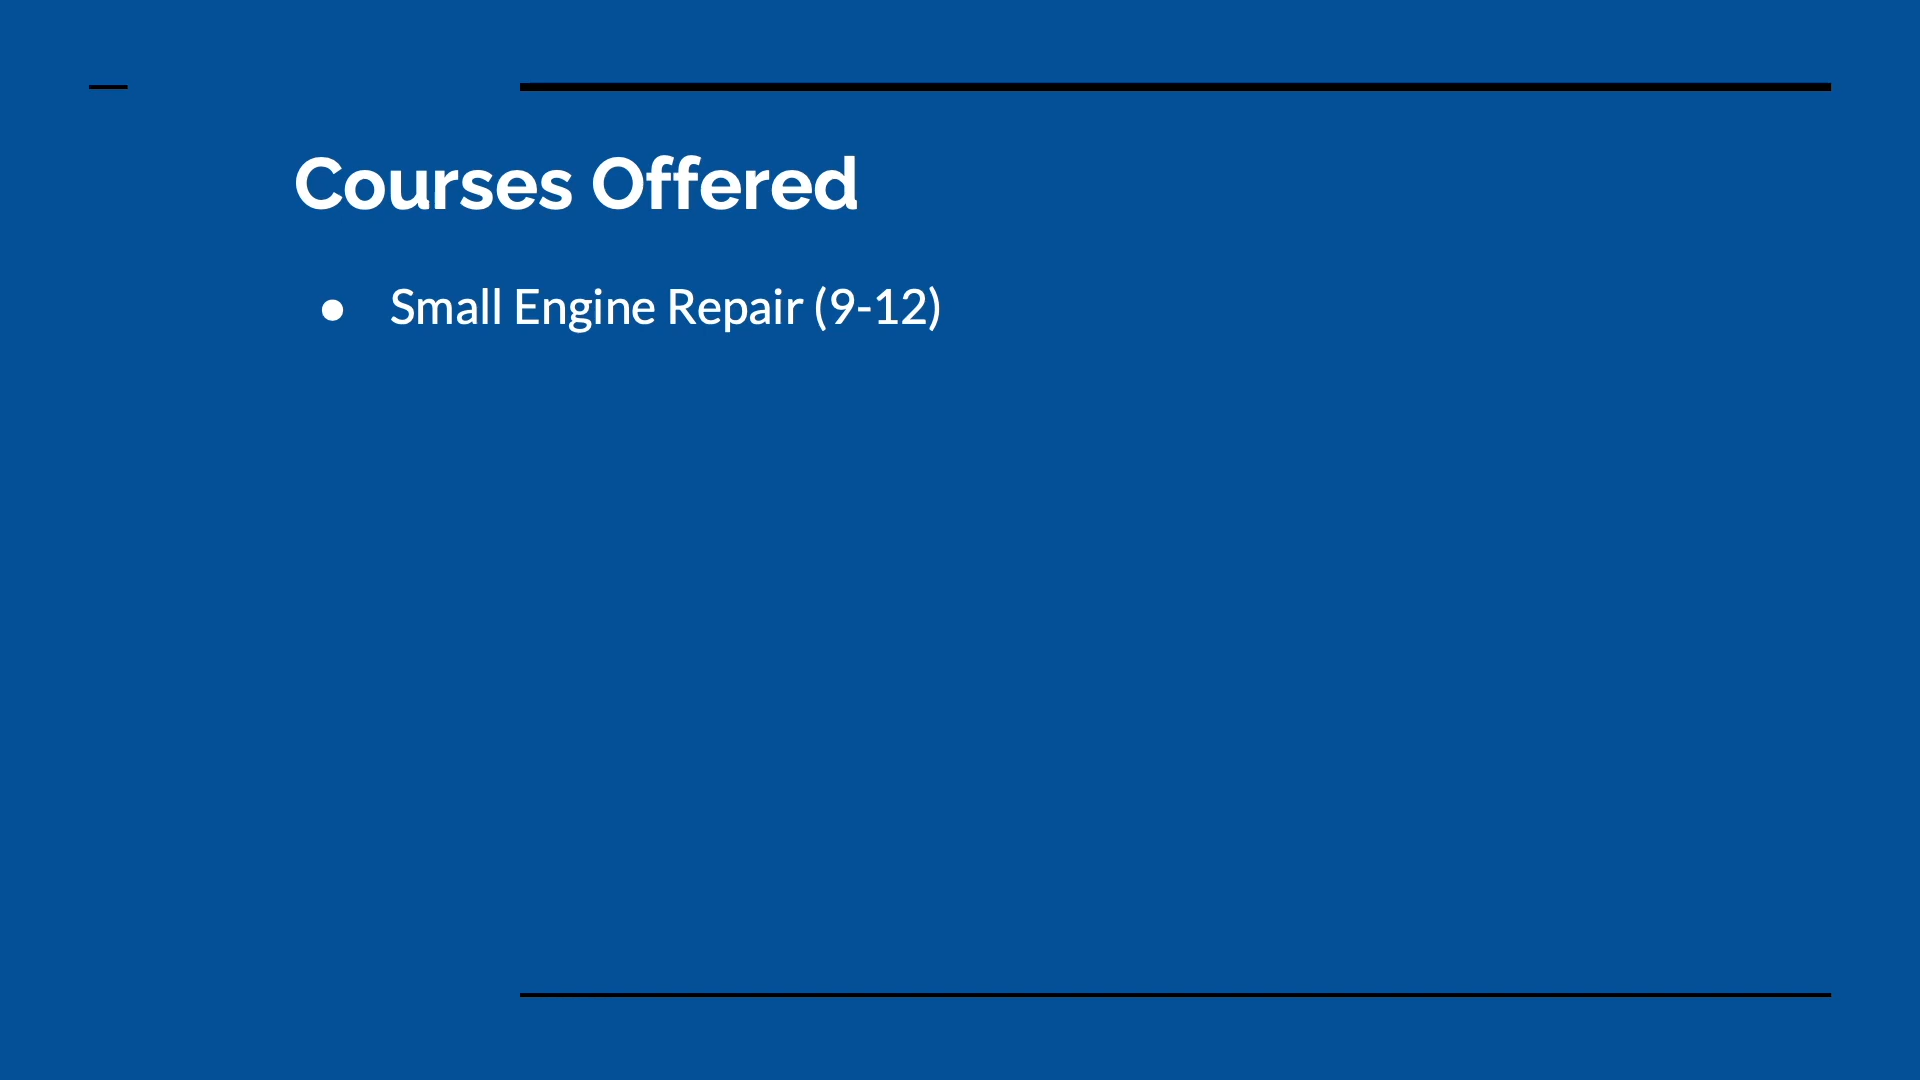 Courses Offered
● Small Engine Repair (9-12)